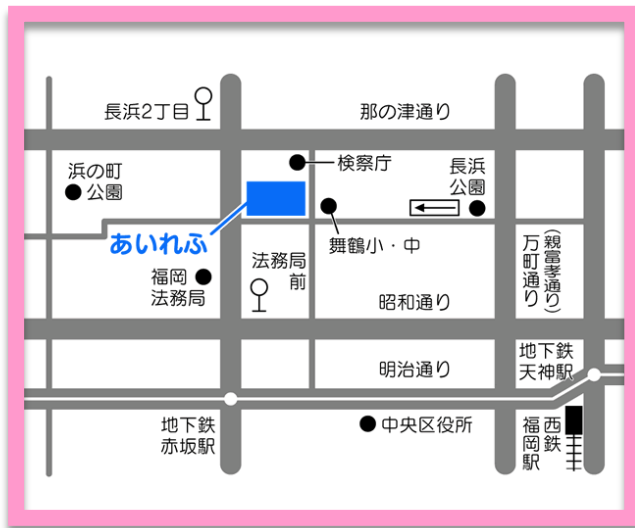 長浜2丁目
那の津通り
浜の町
公園
検察庁
長浜
公園
あいれふ
舞鶴小・中
法務局
前
福岡
法務局
昭和通り
(親富孝通り)
万町通り
明治通り
地下鉄
天神駅
地下鉄
赤坂駅
中央区役所
西鉄
福岡駅